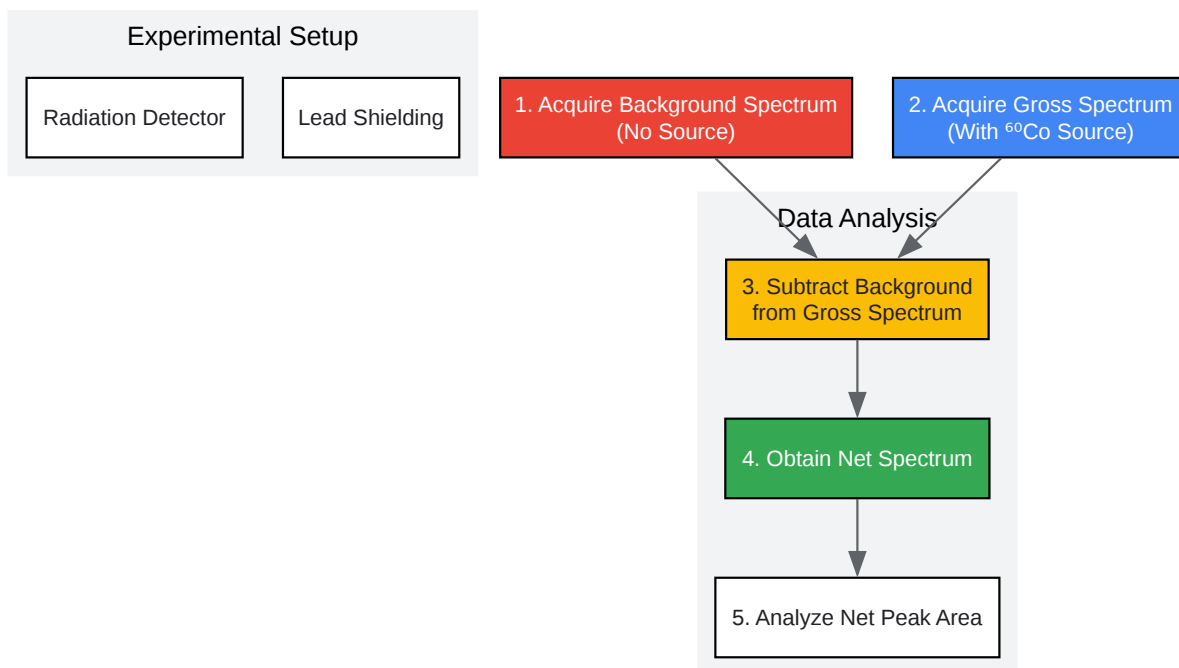 Experimental Setup
Radiation Detector
Lead Shielding
1. Acquire Background Spectrum
(No Source)
2. Acquire Gross Spectrum
(With ⁶⁰Co Source)
Data Analysis
3. Subtract Background
from Gross Spectrum
4. Obtain Net Spectrum
5. Analyze Net Peak Area